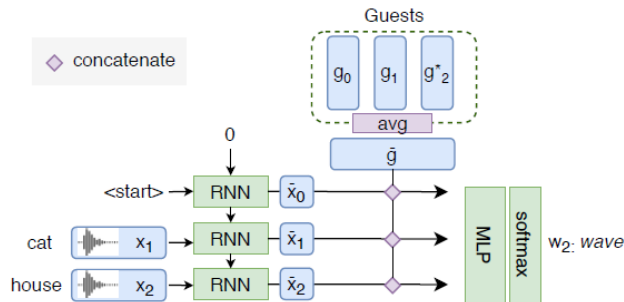 Guests
concatenate
g₀ g₁ g*₂
avg
ḡ
0
<start> RNN x̄₀
cat x₁ RNN x̄₁
house x₂ RNN x̄₂
MLP
softmax
w₂: wave